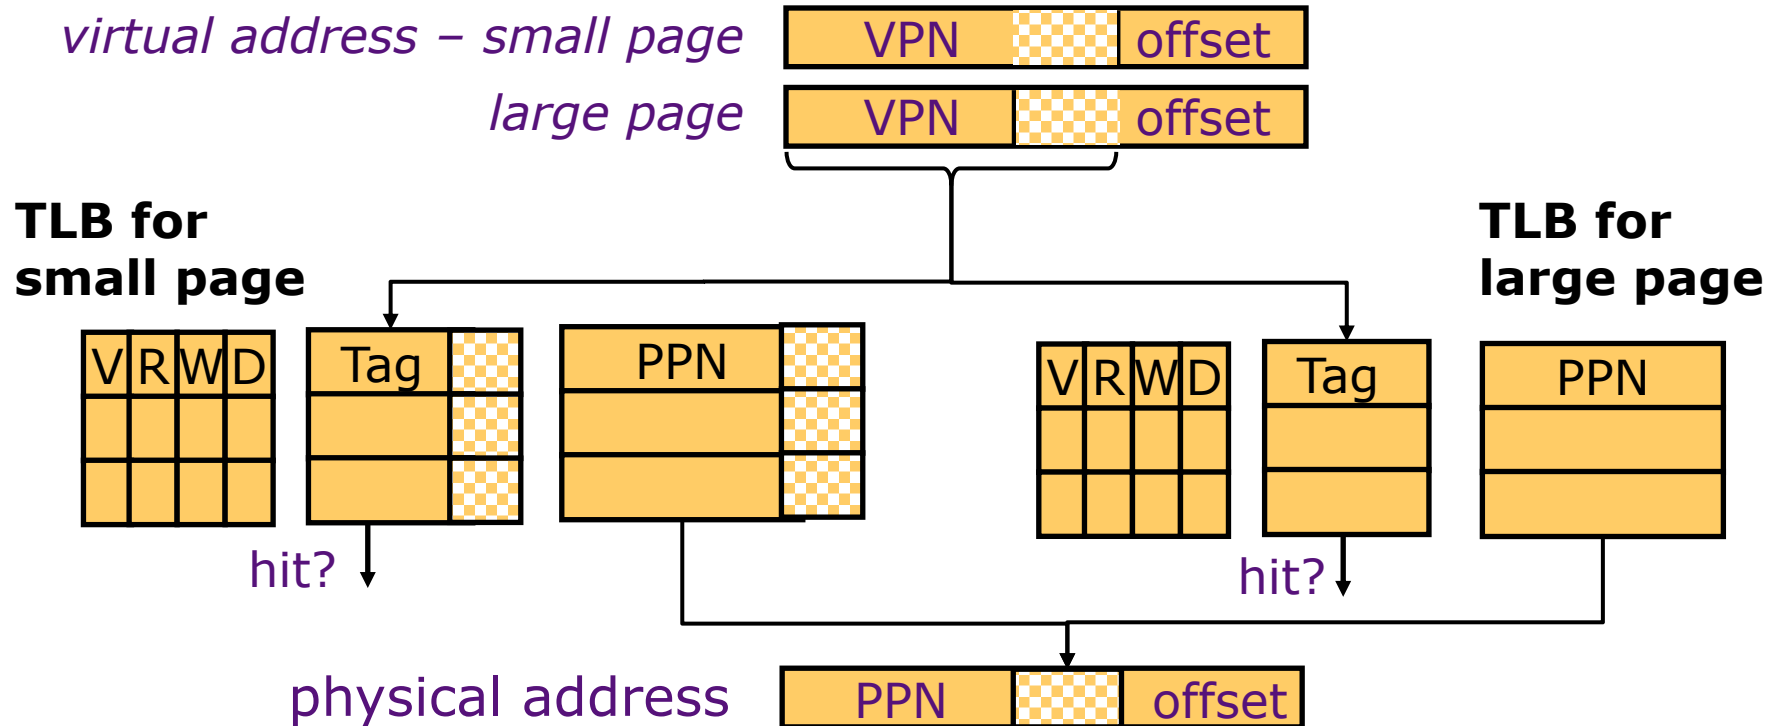 virtual address – small page
VPN offset
large page
VPN offset
TLB for
small page
TLB for
large page
V R W D Tag PPN
V R W D Tag PPN
hit?
hit?
physical address
PPN offset